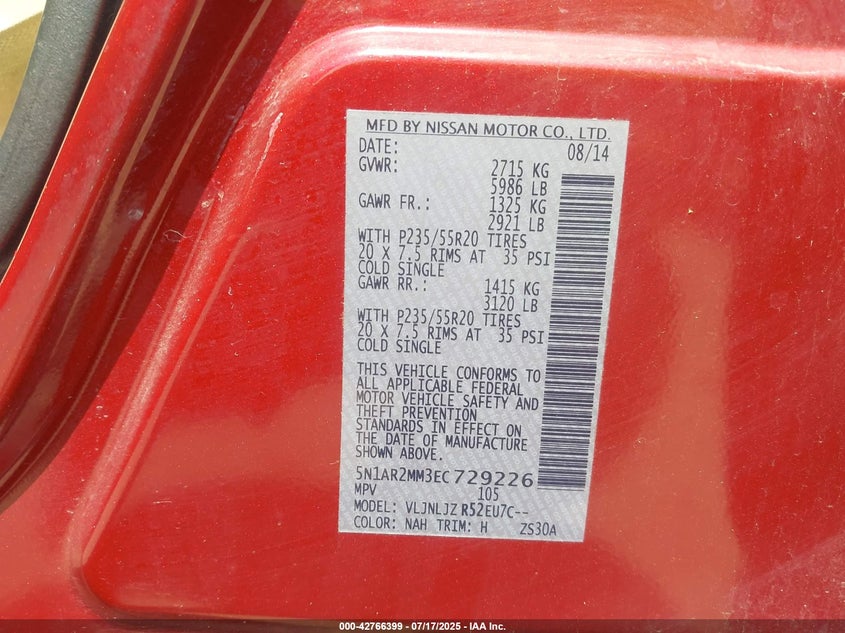 MFD BY NISSAN MOTOR CO., LTD.
DATE: 08/14
GVWR: 2715 KG
5986 LB
GAWR FR.: 1325 KG
2921 LB
WITH P235/55R20 TIRES
20 X 7.5 RIMS AT 35 PSI
COLD SINGLE
GAWR RR.: 1415 KG
3120 LB
WITH P235/55R20 TIRES
20 X 7.5 RIMS AT 35 PSI
COLD SINGLE
THIS VEHICLE CONFORMS TO
ALL APPLICABLE FEDERAL
MOTOR VEHICLE SAFETY AND
THEFT PREVENTION
STANDARDS IN EFFECT ON
THE DATE OF MANUFACTURE
SHOWN ABOVE.
5N1AR2MM3EC729226
MPV 105
MODEL: VLJNLJZ R52EU7C--
COLOR: NAH TRIM: H ZS30A
000-42766399 - 07/17/2025 - IAA Inc.